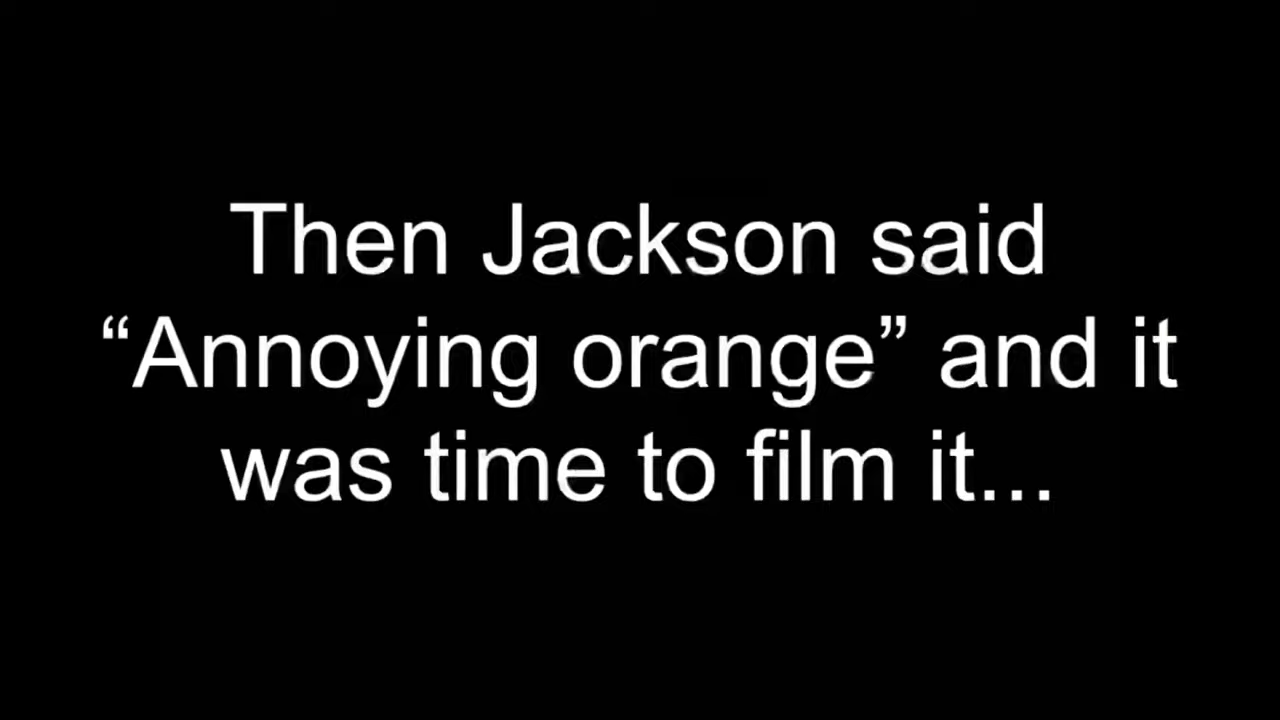 Then Jackson said
“Annoying orange” and it
was time to film it...